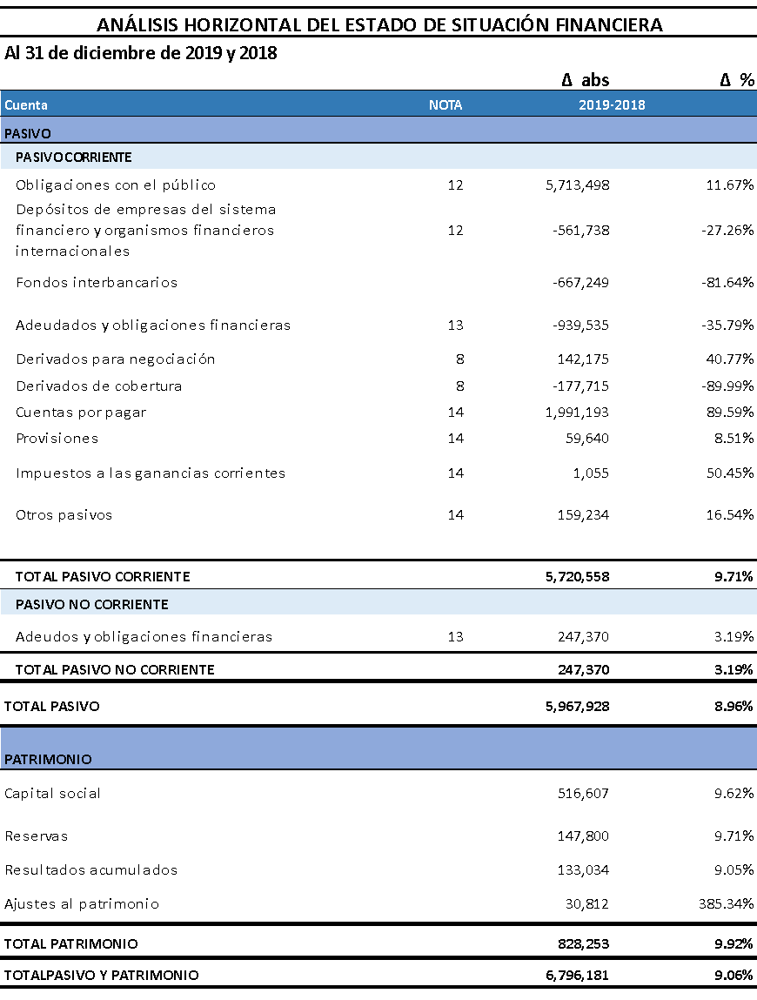 ANÁLISIS HORIZONTAL DEL ESTADO DE SITUACIÓN FINANCIERA
Al 31 de diciembre de 2019 y 2018
Δ abs Δ %
Cuenta NOTA 2019-2018
PASIVO
PASIVO CORRIENTE
Obligaciones con el público 12 5,713,498 11.67%
Depósitos de empresas del sistema
financiero y organismos financieros 12 -561,738 -27.26%
internacionales
Fondos interbancarios -667,249 -81.64%
Adeudados y obligaciones financieras 13 -939,535 -35.79%
Derivados para negociación 8 142,175 40.77%
Derivados de cobertura 8 -177,715 -89.99%
Cuentas por pagar 14 1,991,193 89.59%
Provisiones 14 59,640 8.51%
Impuestos a las ganancias corrientes 14 1,055 50.45%
Otros pasivos 14 159,234 16.54%
TOTAL PASIVO CORRIENTE 5,720,558 9.71%
PASIVO NO CORRIENTE
Adeudos y obligaciones financieras 13 247,370 3.19%
TOTAL PASIVO NO CORRIENTE 247,370 3.19%
TOTAL PASIVO 5,967,928 8.96%
PATRIMONIO
Capital social 516,607 9.62%
Reservas 147,800 9.71%
Resultados acumulados 133,034 9.05%
Ajustes al patrimonio 30,812 385.34%
TOTAL PATRIMONIO 828,253 9.92%
TOTALPASIVO Y PATRIMONIO 6,796,181 9.06%